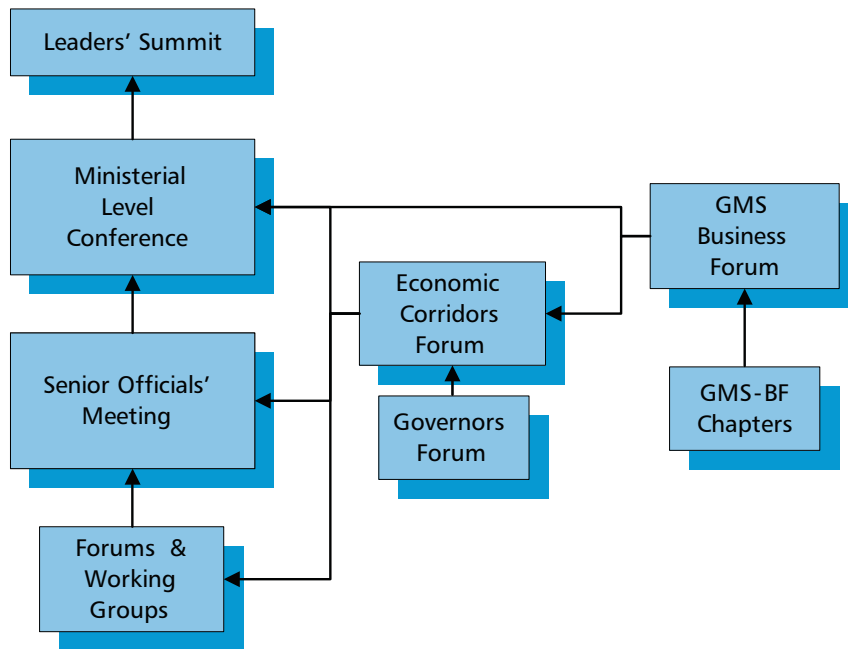 Leaders’ Summit
Ministerial
Level
Conference
GMS
Business
Forum
Economic
Corridors
Forum
Senior Officials’
Meeting
GMS-BF
Chapters
Governors
Forum
Forums &
Working
Groups